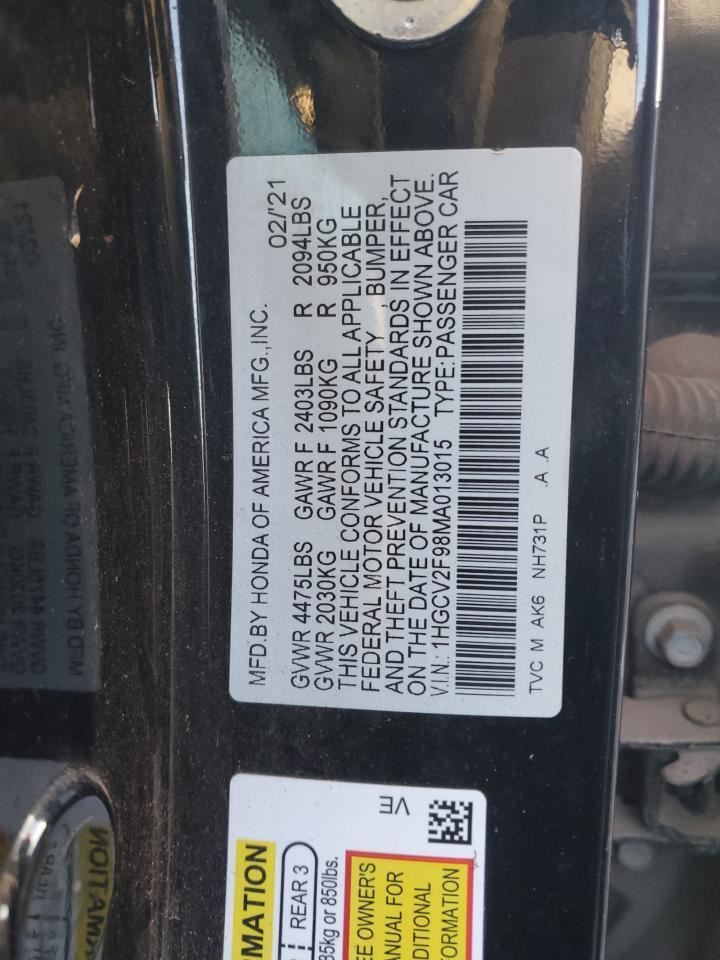 MFD.BY HONDA OF AMERICA MFG.,INC. 02/'21
GVWR 4475LBS GAWR F 2403LBS R 2094LBS
GVWR 2030KG GAWR F 1090KG R 950KG
THIS VEHICLE CONFORMS TO ALL APPLICABLE
FEDERAL MOTOR VEHICLE SAFETY , BUMPER,
AND THEFT PREVENTION STANDARDS IN EFFECT
ON THE DATE OF MANUFACTURE SHOWN ABOVE.
V.I.N.: 1HGCV2F98MA013015 TYPE:PASSENGER CAR
TVC M AK6 NH731P .A .A
VE
RMATION
REAR 3
85kg or 850lbs.
EE OWNER'S
ANUAL FOR
DDITIONAL
FORMATION